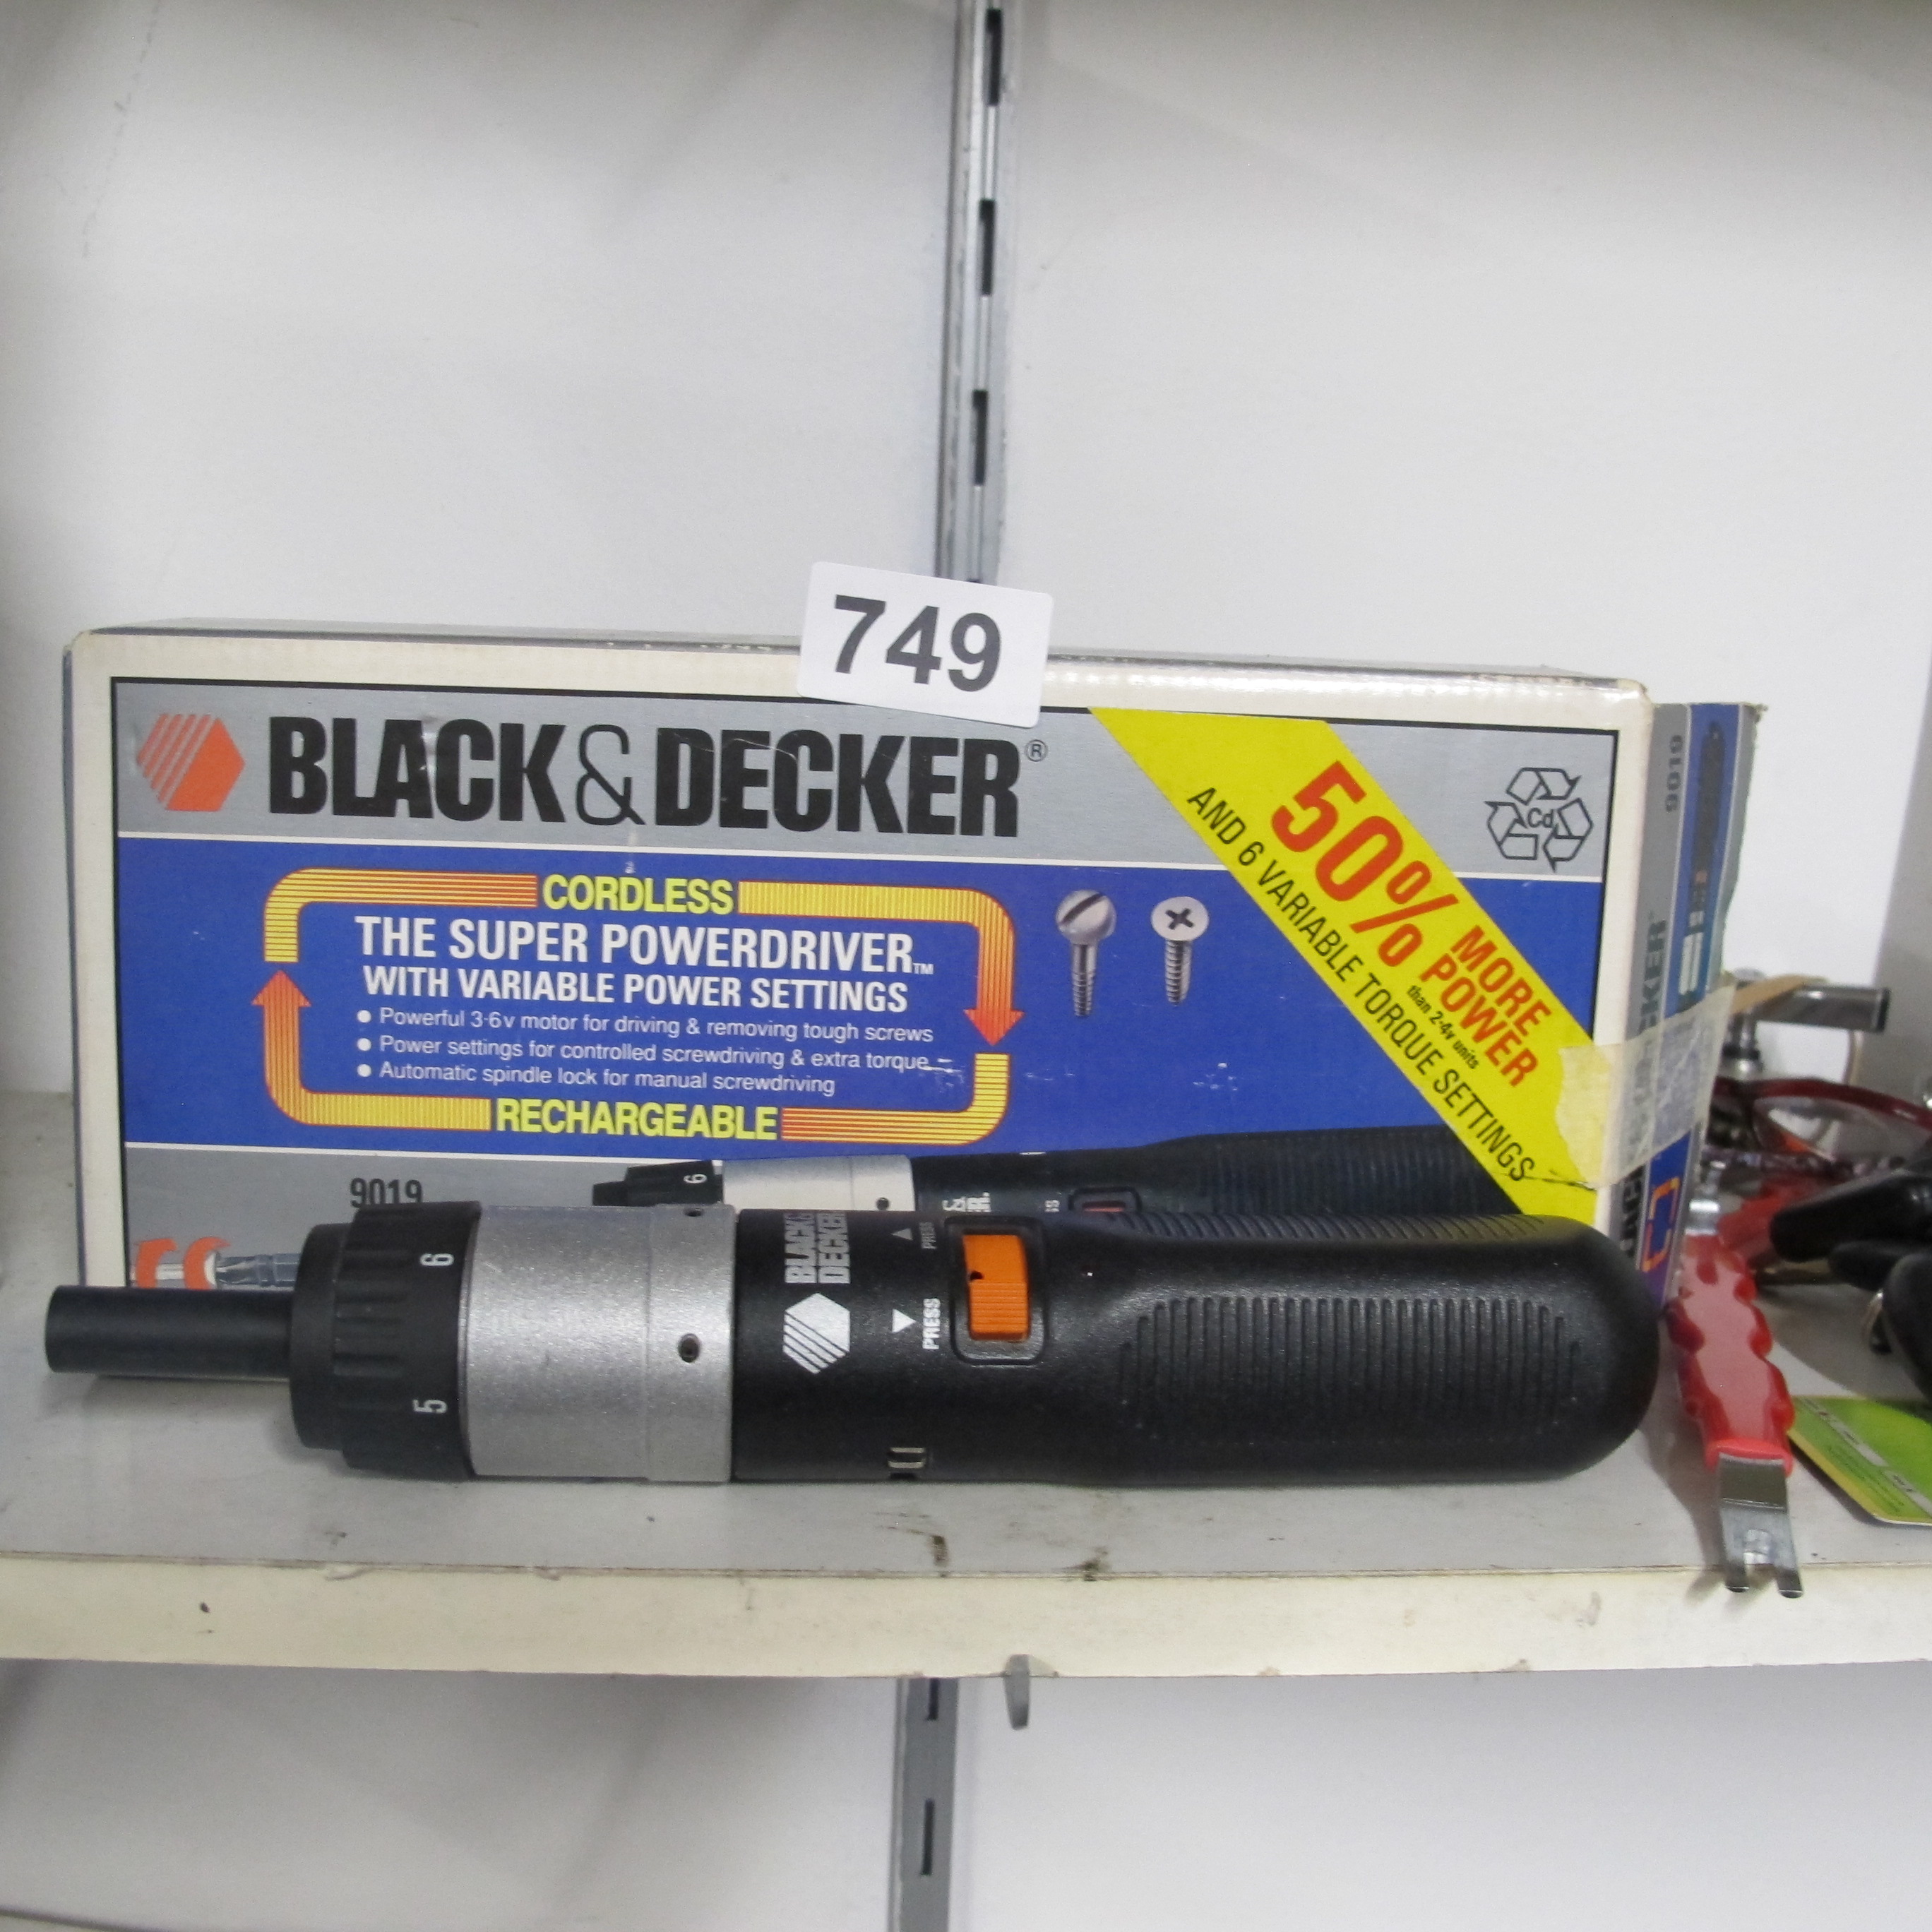 749
BLACK & DECKER®
50%
MORE
POWER
than 2·4v units
AND 6 VARIABLE TORQUE SETTINGS
Cd
CORDLESS
THE SUPER POWERDRIVER™
WITH VARIABLE POWER SETTINGS
● Powerful 3·6v motor for driving & removing tough screws
● Power settings for controlled screwdriving & extra torque
● Automatic spindle lock for manual screwdriving
RECHARGEABLE
9019
6
9019
6
5
BLACK&
DECKER
PRESS
PRESS